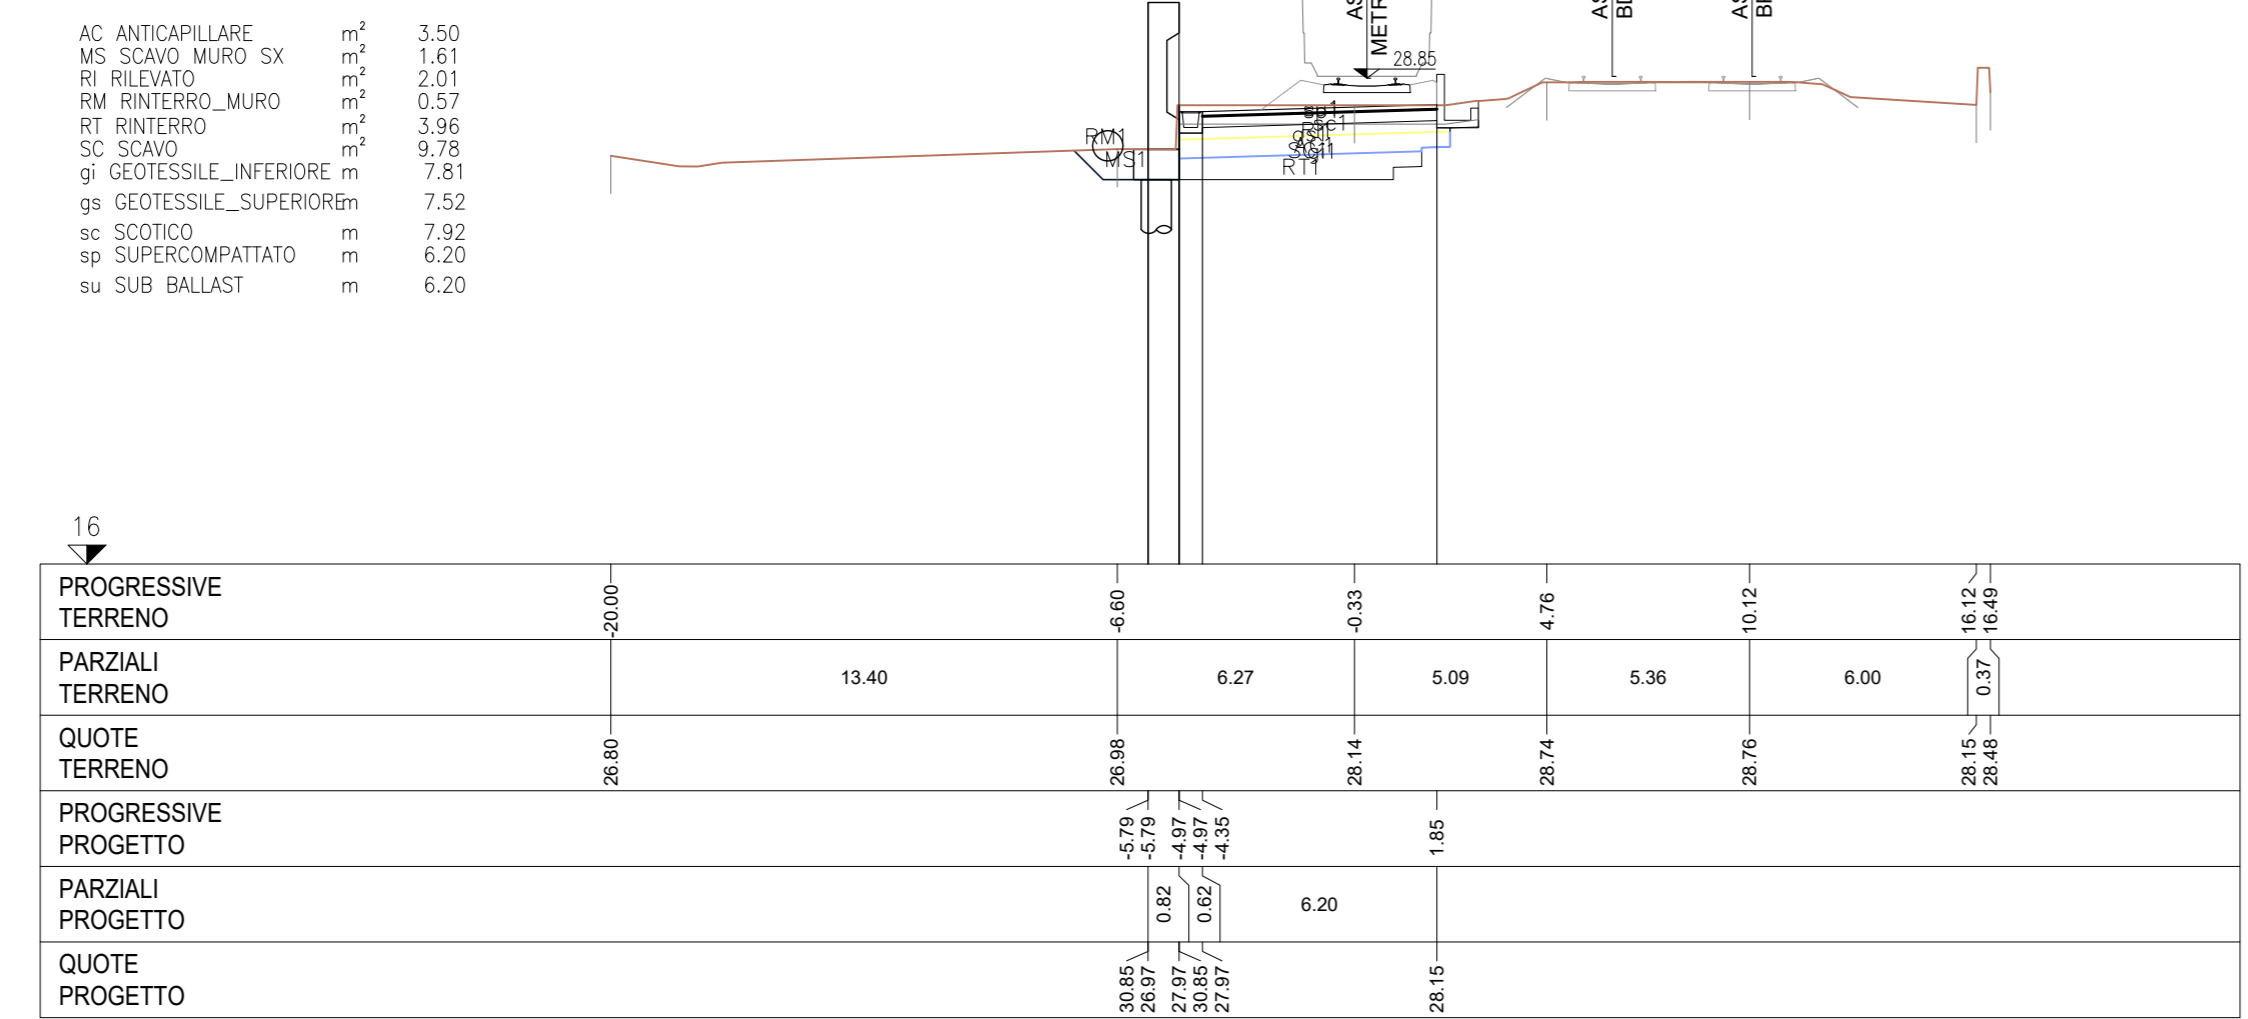 AC ANTICAPILLARE m² 3.50
MS SCAVO MURO SX m² 1.61
RI RILEVATO m² 2.01
RM RINTERRO_MURO m² 0.57
RT RINTERRO m² 3.96
SC SCAVO m² 9.78
gi GEOTESSILE_INFERIORE m 7.81
gs GEOTESSILE_SUPERIORE m 7.52
sc SCOTICO m 7.92
sp SUPERCOMPATTATO m 6.20
su SUB BALLAST m 6.20
AS
METR
AS
BD
AS
28.85
sp1
sc1
RM1
MS1
RT1
16
PROGRESSIVE
TERRENO
-20.00 -6.60 -0.33 4.76 10.12 16.12 16.49
PARZIALI
TERRENO
13.40 6.27 5.09 5.36 6.00 0.37
QUOTE
TERRENO
26.80 26.98 28.14 28.74 28.76 28.15 28.48
PROGRESSIVE
PROGETTO
-5.79 -5.79 -4.97 -4.97 -4.35 1.85
PARZIALI
PROGETTO
0.82 0.62 6.20
QUOTE
PROGETTO
30.85 26.97 27.97 30.85 27.97 28.15